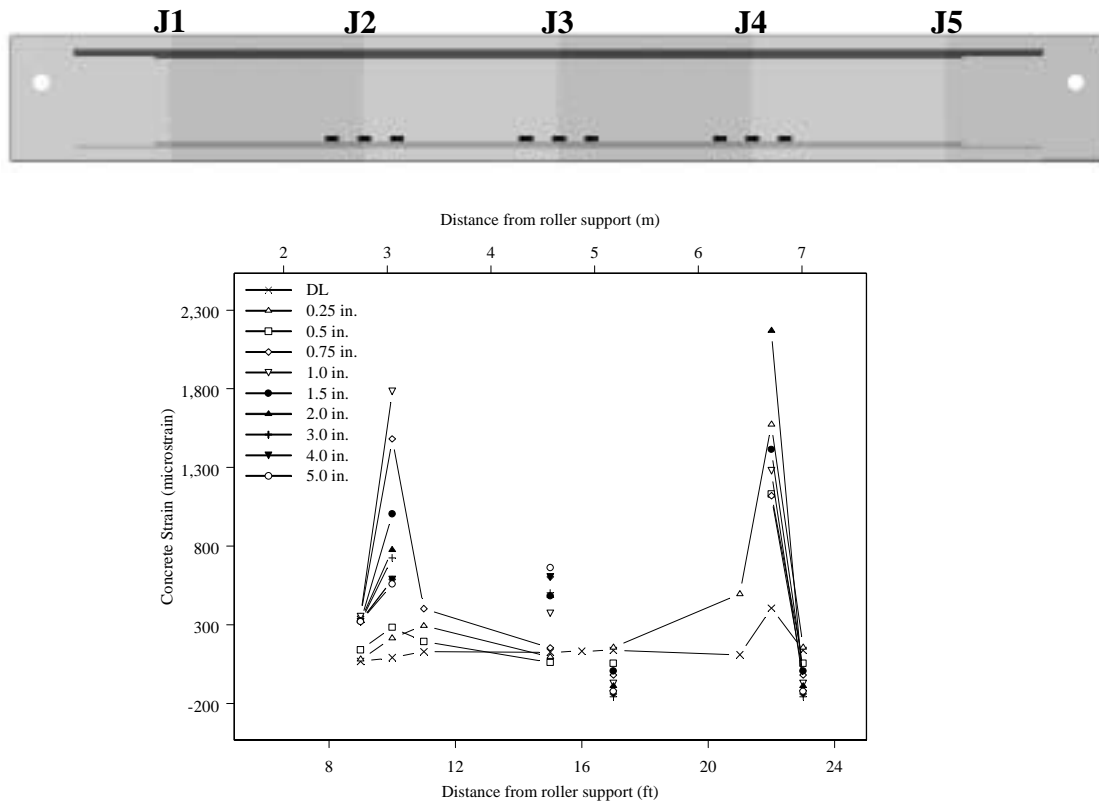 J1 J2 J3 J4 J5
Distance from roller support (m)
2 3 4 5 6 7
DL
0.25 in.
0.5 in.
0.75 in.
1.0 in.
1.5 in.
2.0 in.
3.0 in.
4.0 in.
5.0 in.
2,300
1,800
1,300
800
300
-200
Concrete Strain (microstrain)
8 12 16 20 24
Distance from roller support (ft)